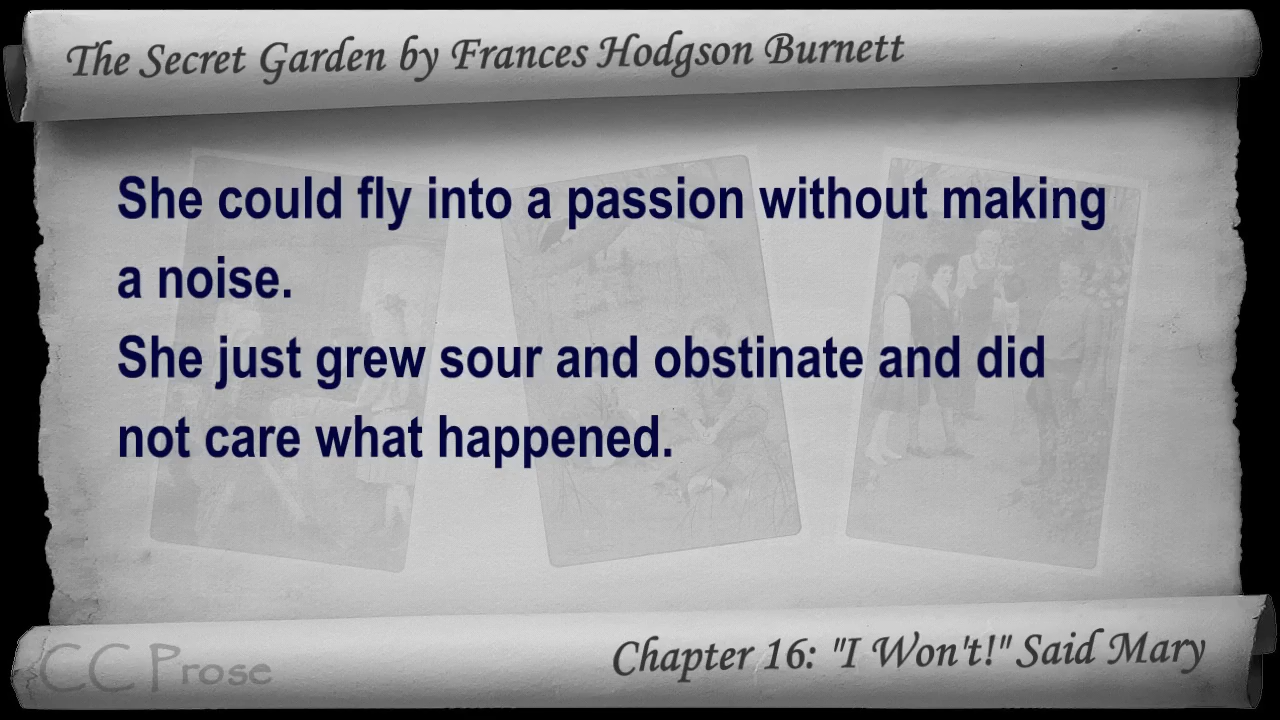 The Secret Garden by Frances Hodgson Burnett
She could fly into a passion without making
a noise.
She just grew sour and obstinate and did
not care what happened.
CC Prose
Chapter 16: "I Won't!" Said Mary